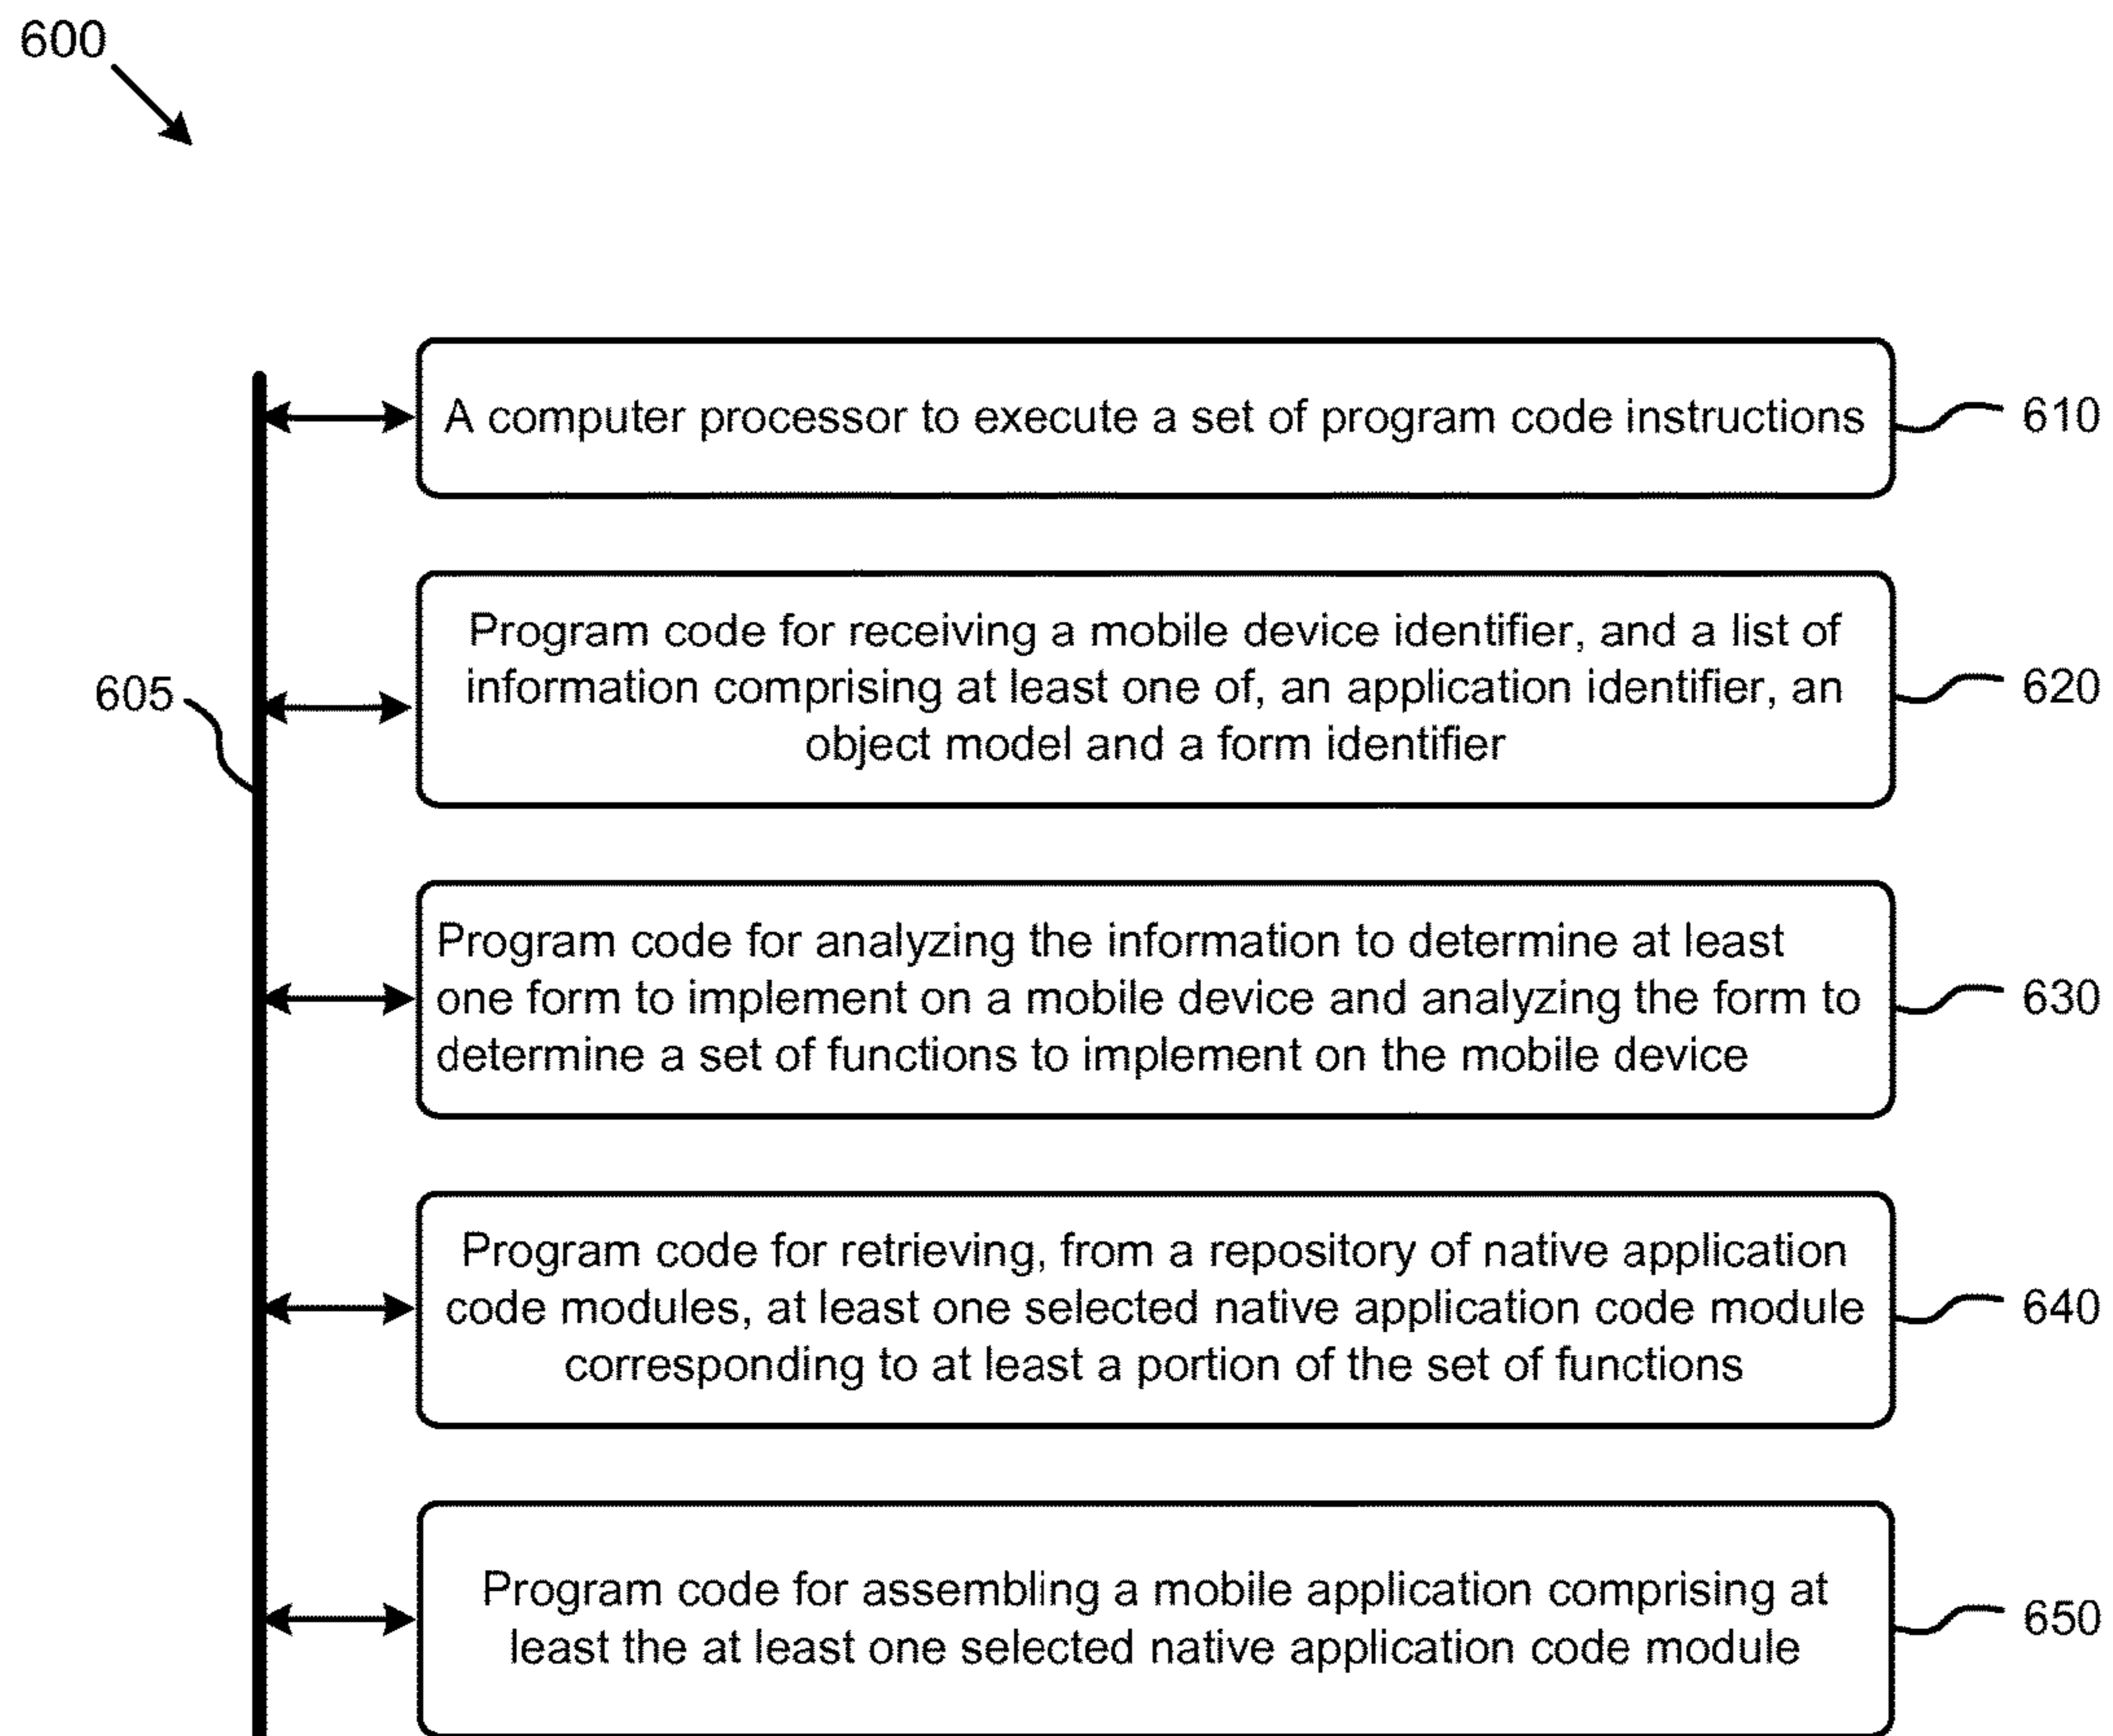 600
A computer processor to execute a set of program code instructions
610
Program code for receiving a mobile device identifier, and a list of
information comprising at least one of, an application identifier, an
object model and a form identifier
620
605
Program code for analyzing the information to determine at least
one form to implement on a mobile device and analyzing the form to
determine a set of functions to implement on the mobile device
630
Program code for retrieving, from a repository of native application
code modules, at least one selected native application code module
corresponding to at least a portion of the set of functions
640
Program code for assembling a mobile application comprising at
least the at least one selected native application code module
650